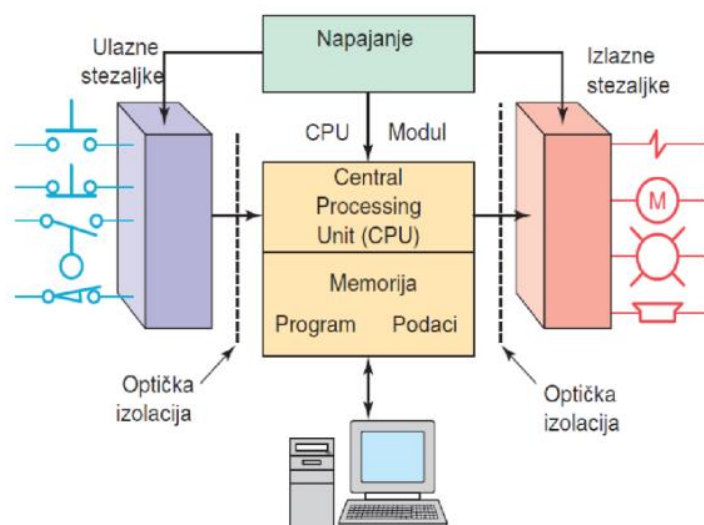 Napajanje
Ulazne
stezaljke
Izlazne
stezaljke
CPU Modul
Central
Processing
Unit (CPU)
M
Memorija
Program Podaci
Optička
izolacija
Optička
izolacija